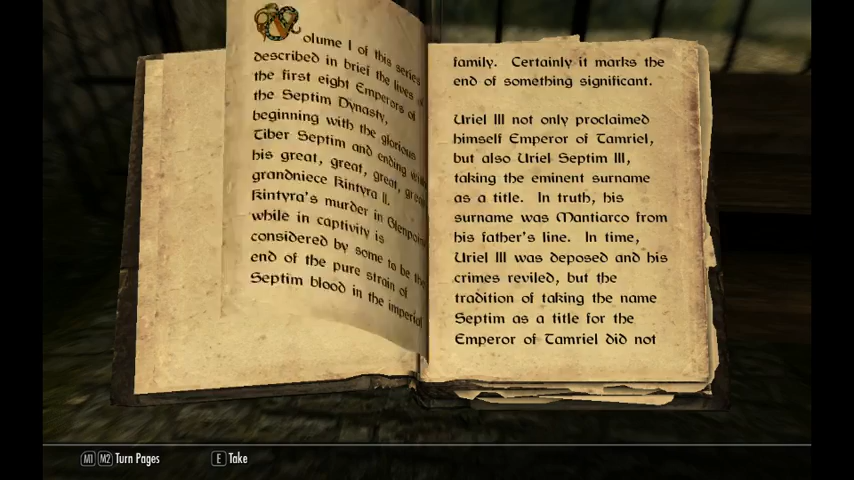 Volume I of this series
described in brief the lives of
the first eight Emperors of
the Septim Dynasty,
beginning with the glorious
Tiber Septim and ending with
his great, great, great, great
grandniece Kintyra II.
Kintyra's murder in Glenpoint
while in captivity is
considered by some to be the
end of the pure strain of
Septim blood in the imperial
family. Certainly it marks the
end of something significant.
Uriel III not only proclaimed
himself Emperor of Tamriel,
but also Uriel Septim III,
taking the eminent surname
as a title. In truth, his
surname was Mantiarco from
his father's line. In time,
Uriel III was deposed and his
crimes reviled, but the
tradition of taking the name
Septim as a title for the
Emperor of Tamriel did not
M1 M2 Turn Pages E Take